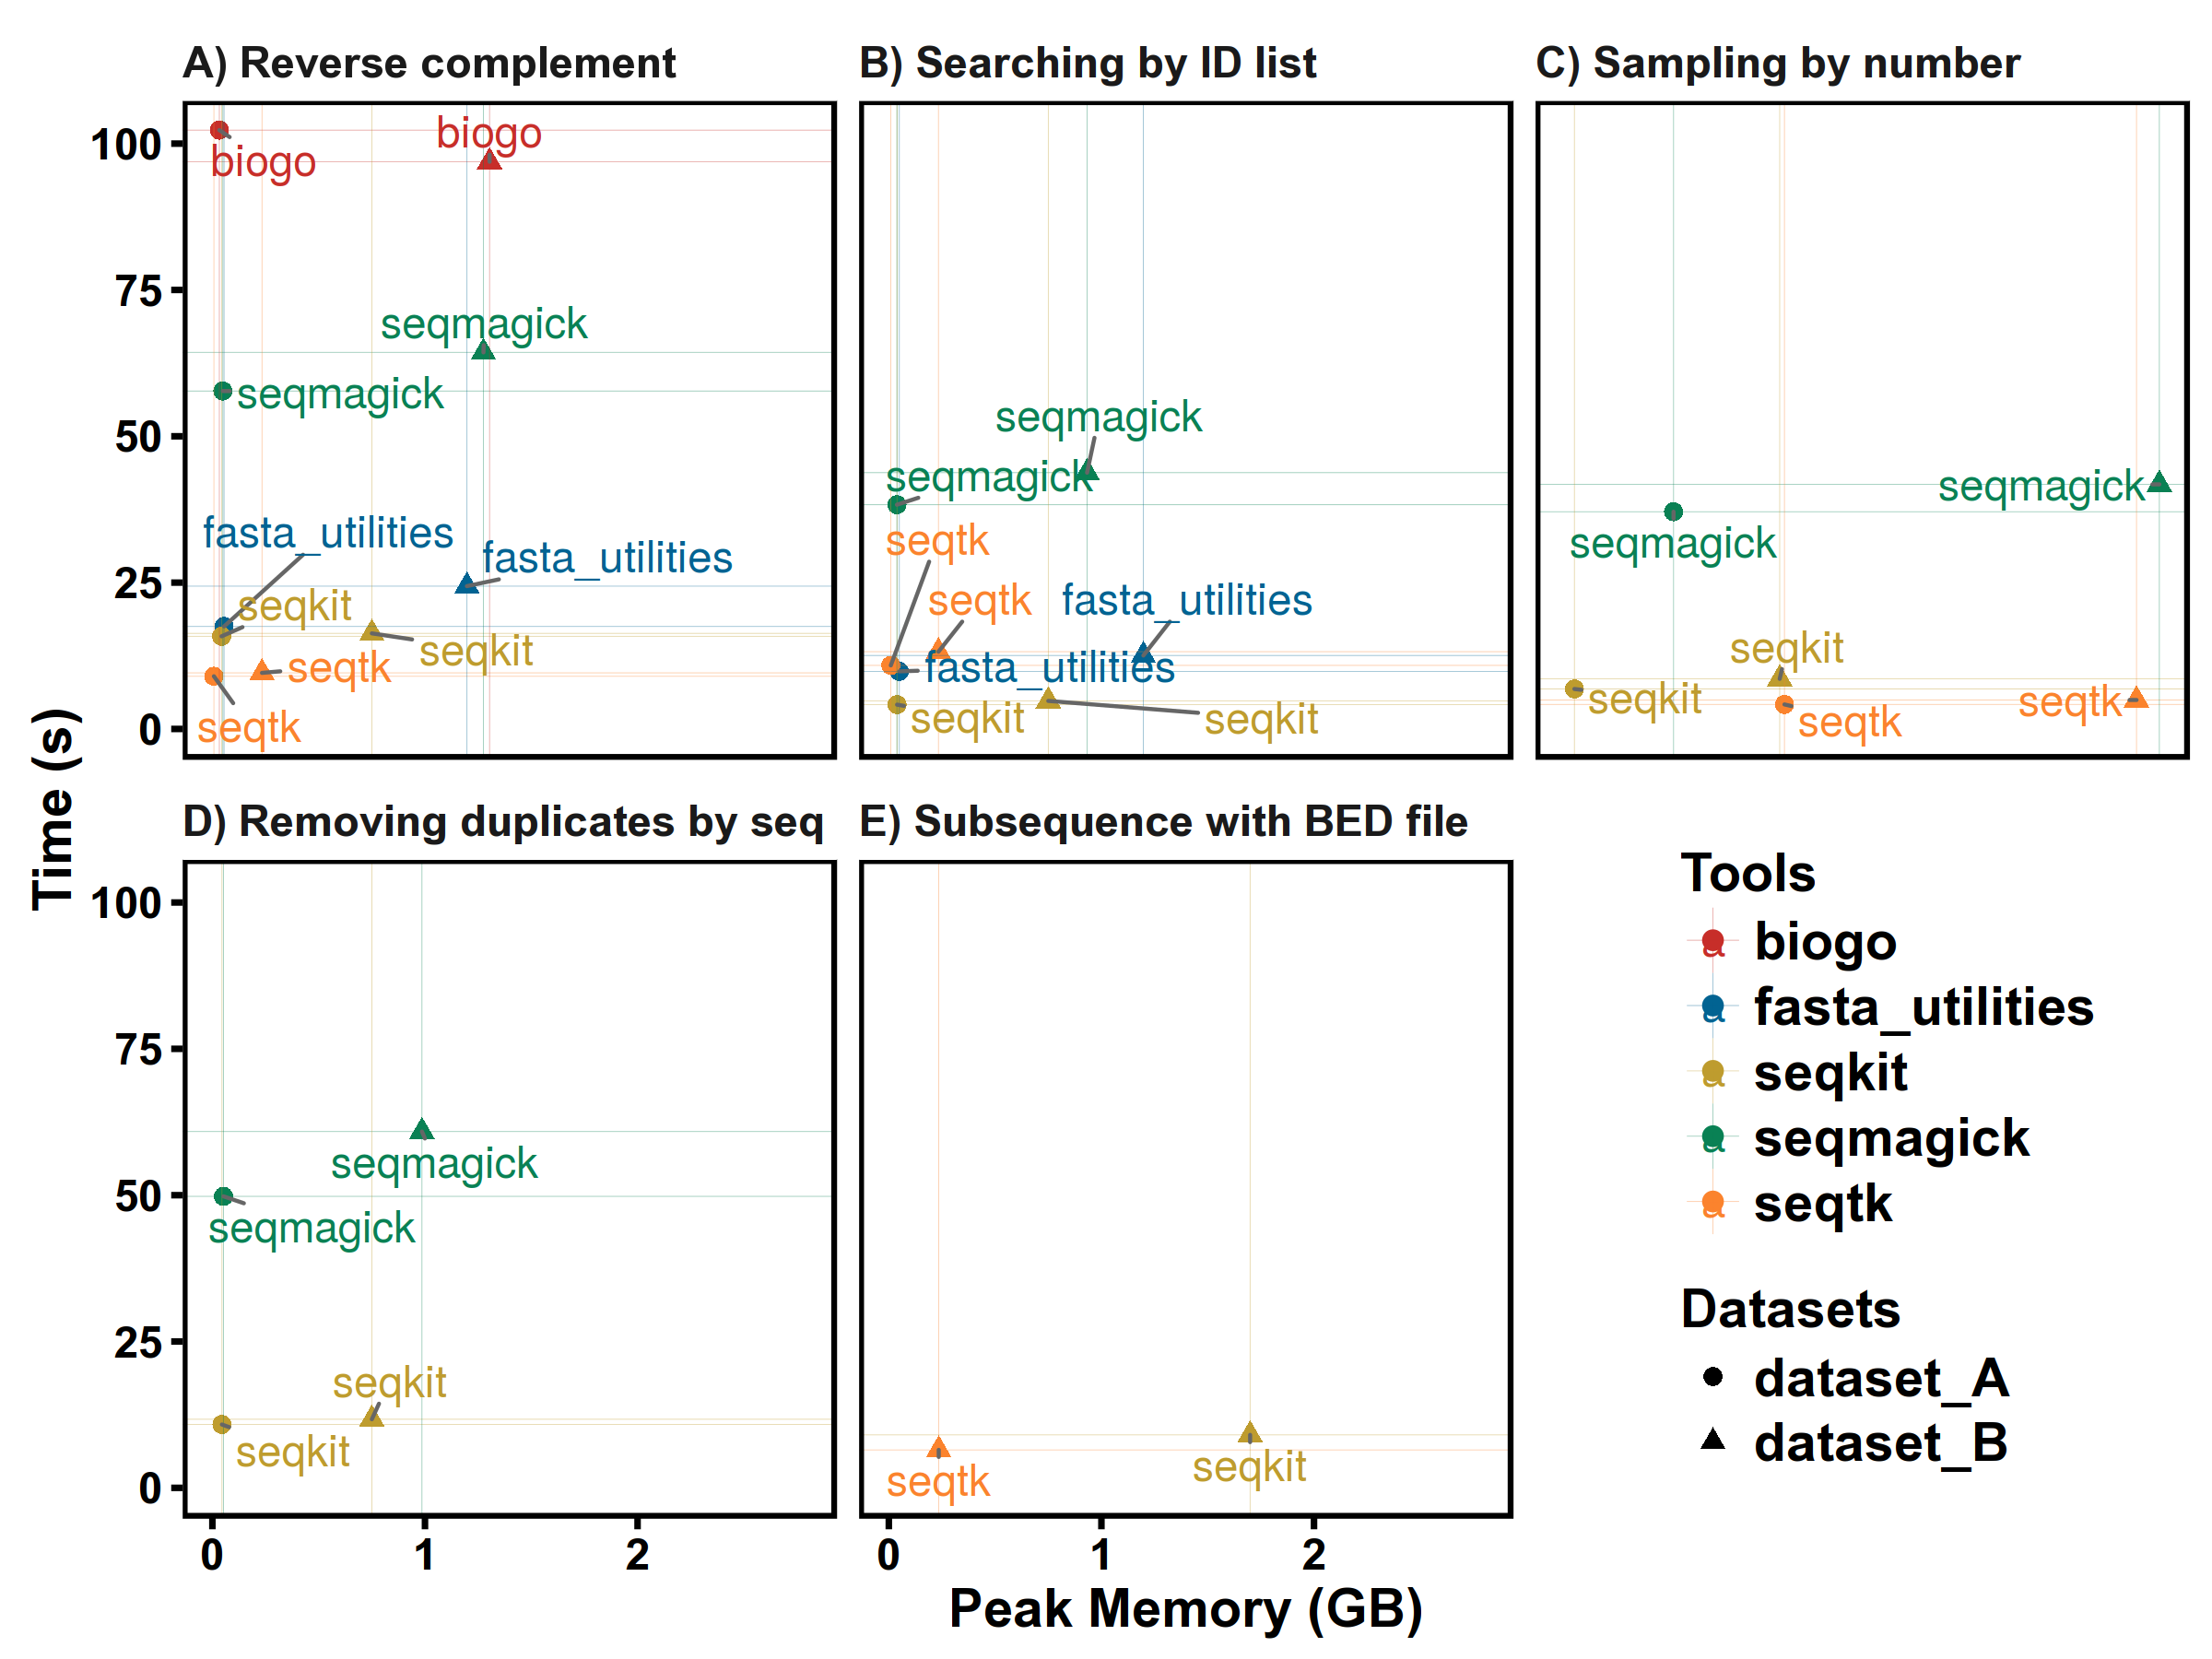 A) Reverse complement
B) Searching by ID list
C) Sampling by number
100
75
50
25
0
biogo
biogo
seqmagick
seqmagick
fasta_utilities
fasta_utilities
seqkit
seqkit
seqtk
seqtk
seqmagick
seqmagick
seqtk
seqtk
fasta_utilities
fasta_utilities
seqkit
seqkit
seqmagick
seqmagick
seqkit
seqkit
seqtk
seqtk
Time (s)
D) Removing duplicates by seq
E) Subsequence with BED file
100
75
50
25
0
seqmagick
seqmagick
seqkit
seqkit
seqtk
seqkit
0 1 2
0 1 2
Peak Memory (GB)
Tools
a biogo
a fasta_utilities
a seqkit
a seqmagick
a seqtk
Datasets
dataset_A
dataset_B